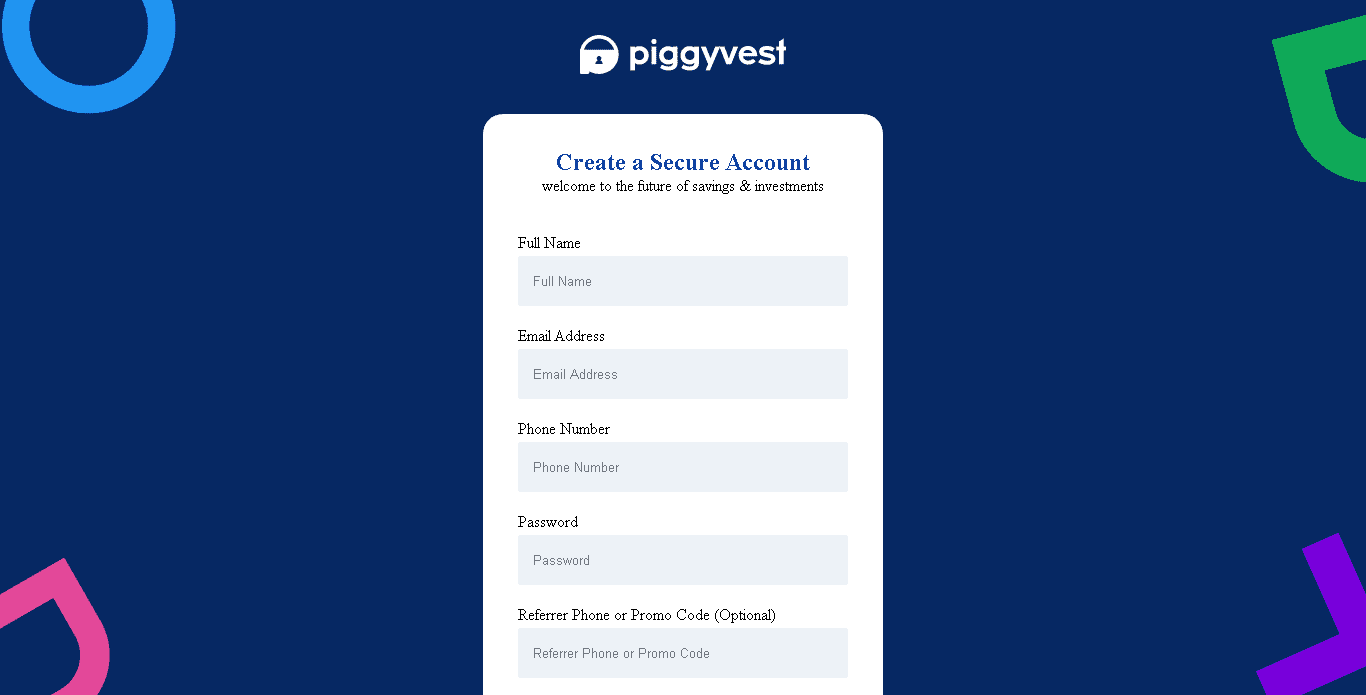 piggyvest
Create a Secure Account
welcome to the future of savings & investments
Full Name
Full Name
Email Address
Email Address
Phone Number
Phone Number
Password
Password
Referrer Phone or Promo Code (Optional)
Referrer Phone or Promo Code